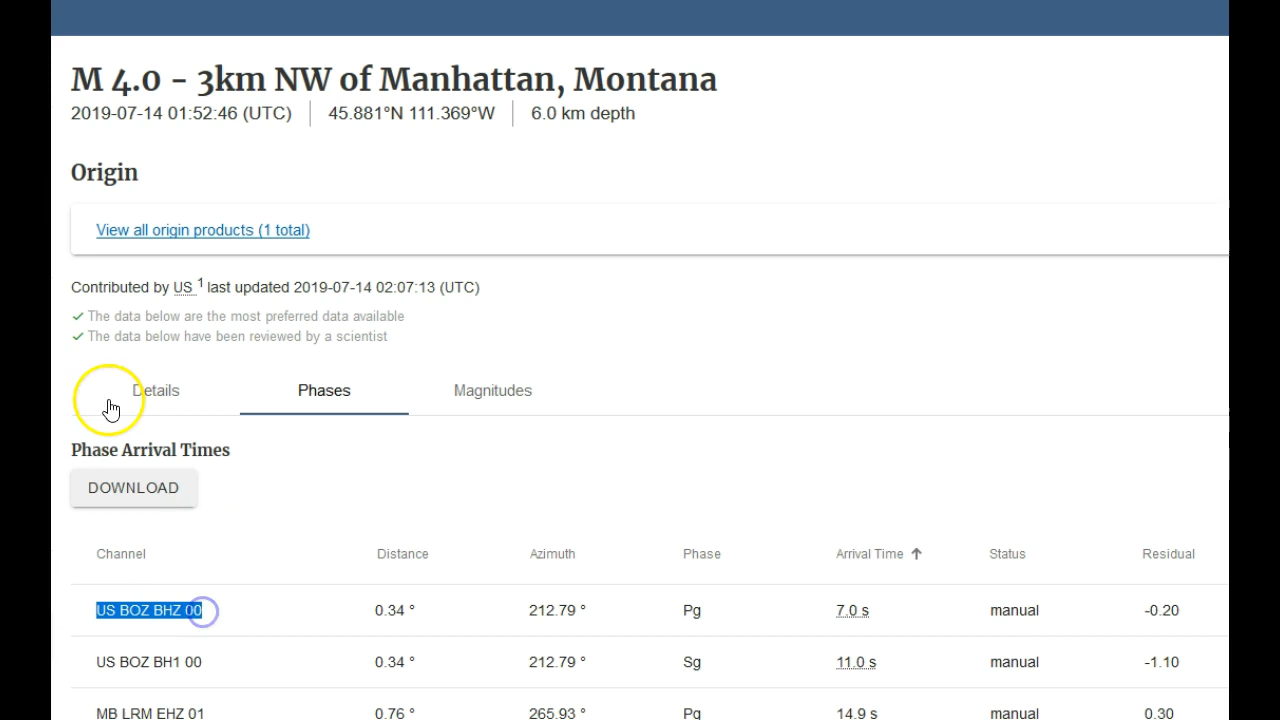 M 4.0 - 3km NW of Manhattan, Montana
2019-07-14 01:52:46 (UTC) 45.881°N 111.369°W 6.0 km depth
Origin
View all origin products (1 total)
Contributed by US 1 last updated 2019-07-14 02:07:13 (UTC)
The data below are the most preferred data available
The data below have been reviewed by a scientist
Details Phases Magnitudes
Phase Arrival Times
DOWNLOAD
Channel Distance Azimuth Phase Arrival Time Status Residual
US BOZ BHZ 00 0.34 ° 212.79 ° Pg 7.0 s manual -0.20
US BOZ BH1 00 0.34 ° 212.79 ° Sg 11.0 s manual -1.10
MB LRM EHZ 01 0.76 ° 265.93 ° Pg 14.9 s manual 0.30